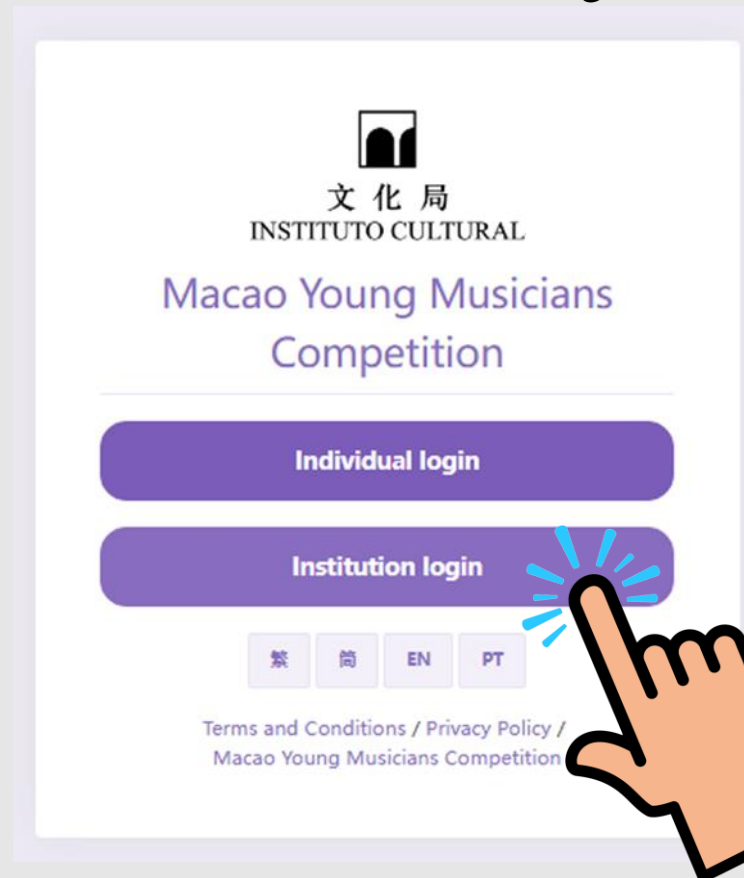 文化局
INSTITUTO CULTURAL
Macao Young Musicians
Competition
Individual login
Institution login
繁 简 EN PT
Terms and Conditions / Privacy Policy /
Macao Young Musicians Competition